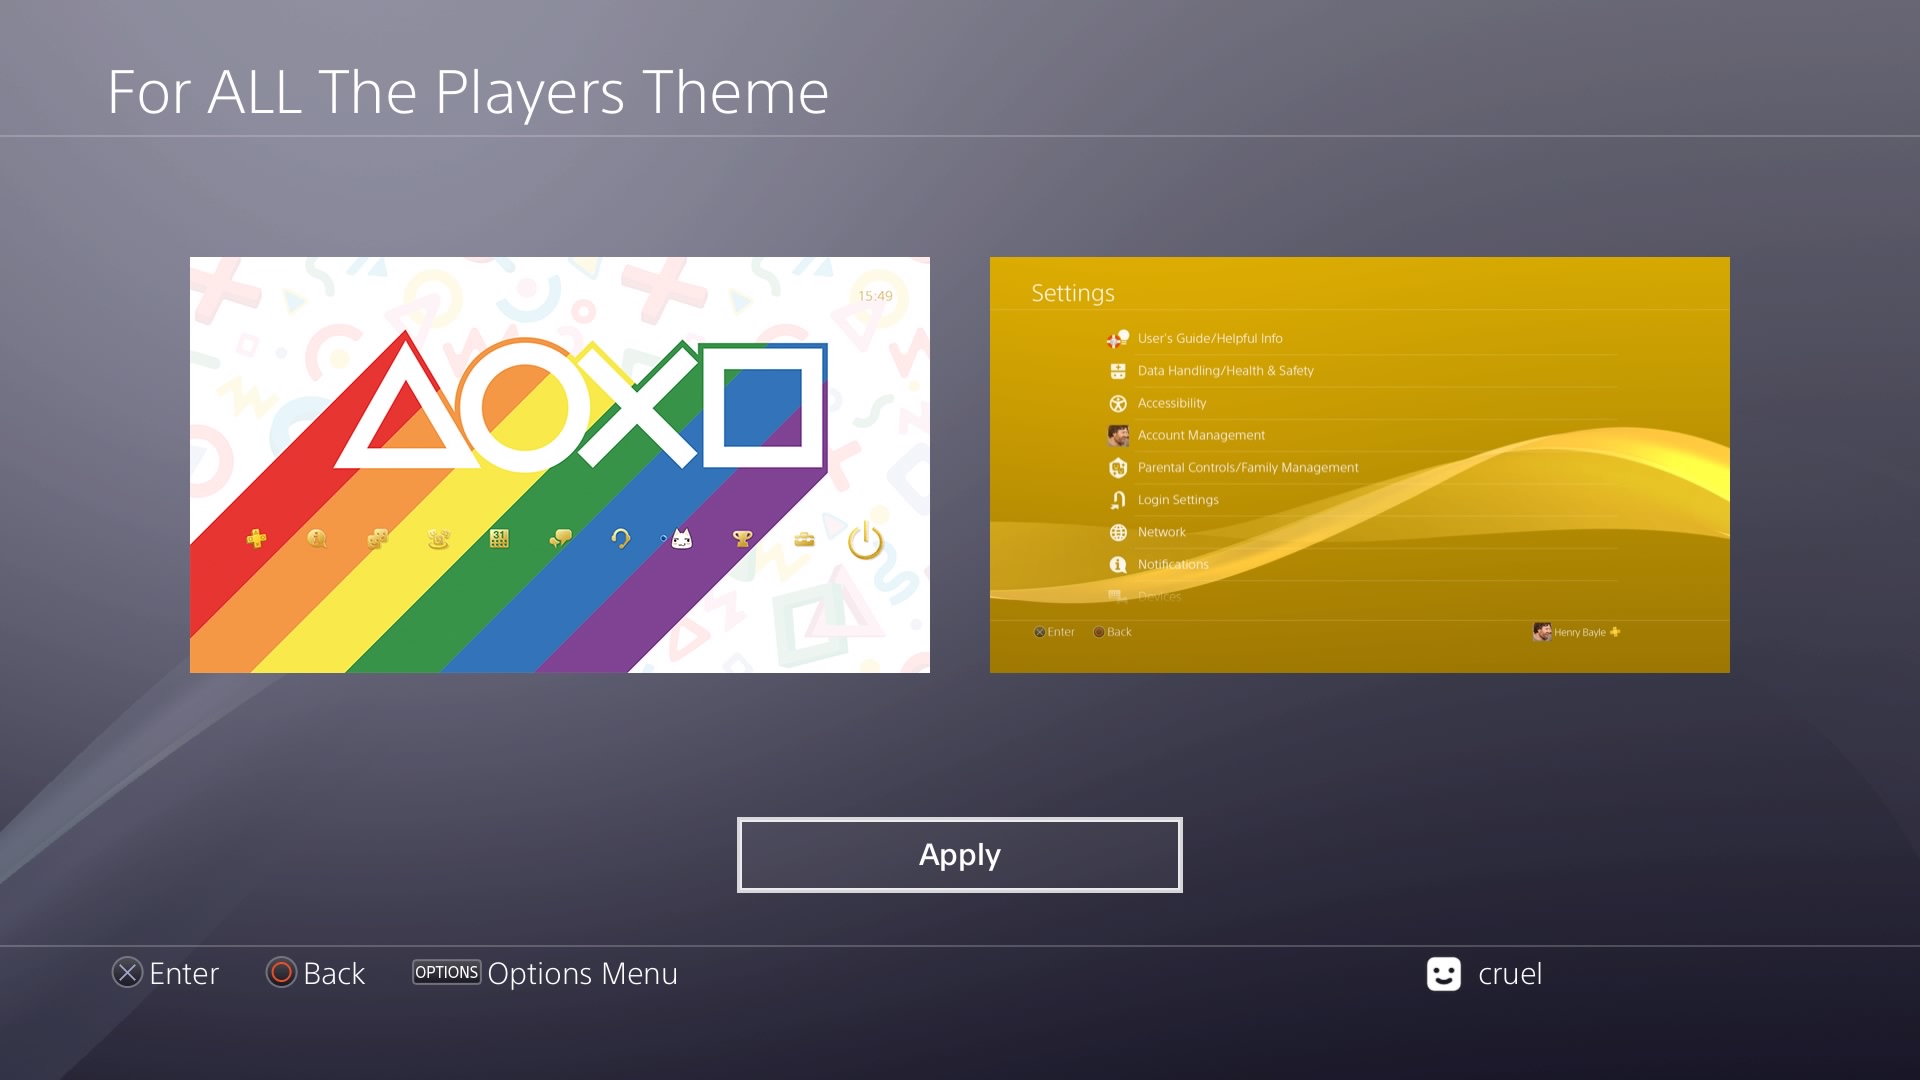 For ALL The Players Theme
15:49
31
Settings
User's Guide/Helpful Info
Data Handling/Health & Safety
Accessibility
Account Management
Parental Controls/Family Management
Login Settings
Network
Notifications
Devices
Enter Back
Henry Bayle
Apply
Enter Back OPTIONS Options Menu
cruel